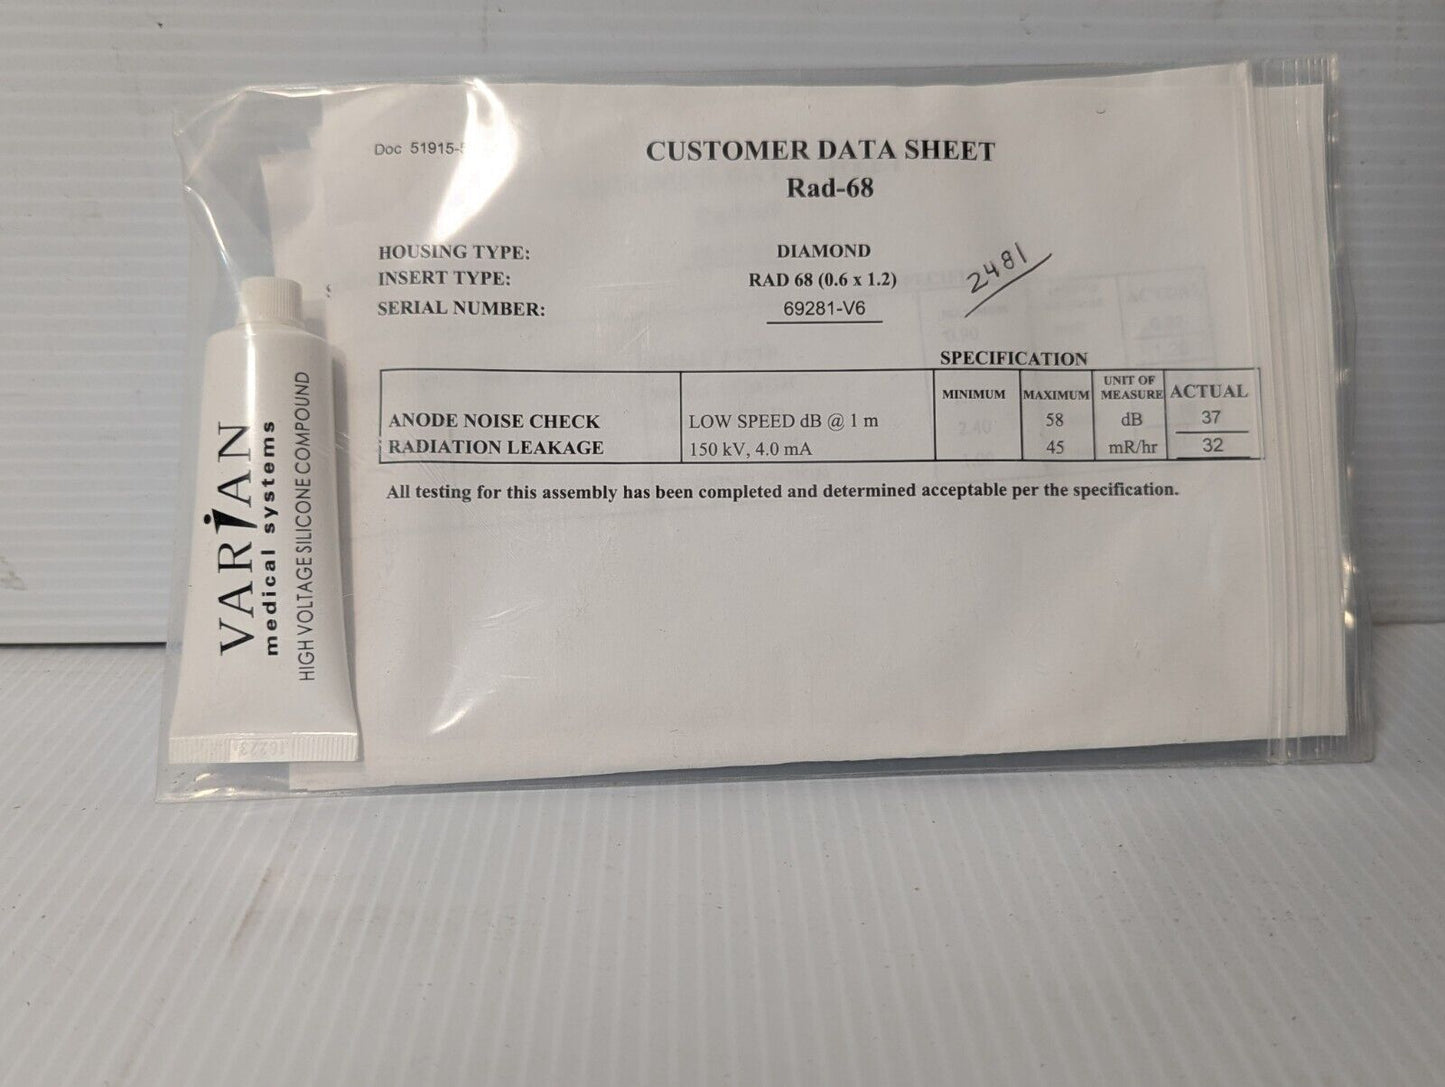 Doc 51915-
CUSTOMER DATA SHEET
Rad-68
HOUSING TYPE: DIAMOND
INSERT TYPE: RAD 68 (0.6 x 1.2)
SERIAL NUMBER: 69281-V6
2481
SPECIFICATION
MINIMUM MAXIMUM UNIT OF MEASURE ACTUAL
ANODE NOISE CHECK LOW SPEED dB @ 1 m 58 dB 37
RADIATION LEAKAGE 150 kV, 4.0 mA 45 mR/hr 32
All testing for this assembly has been completed and determined acceptable per the specification.
VARIAN
medical systems
HIGH VOLTAGE SILICONE COMPOUND
16223